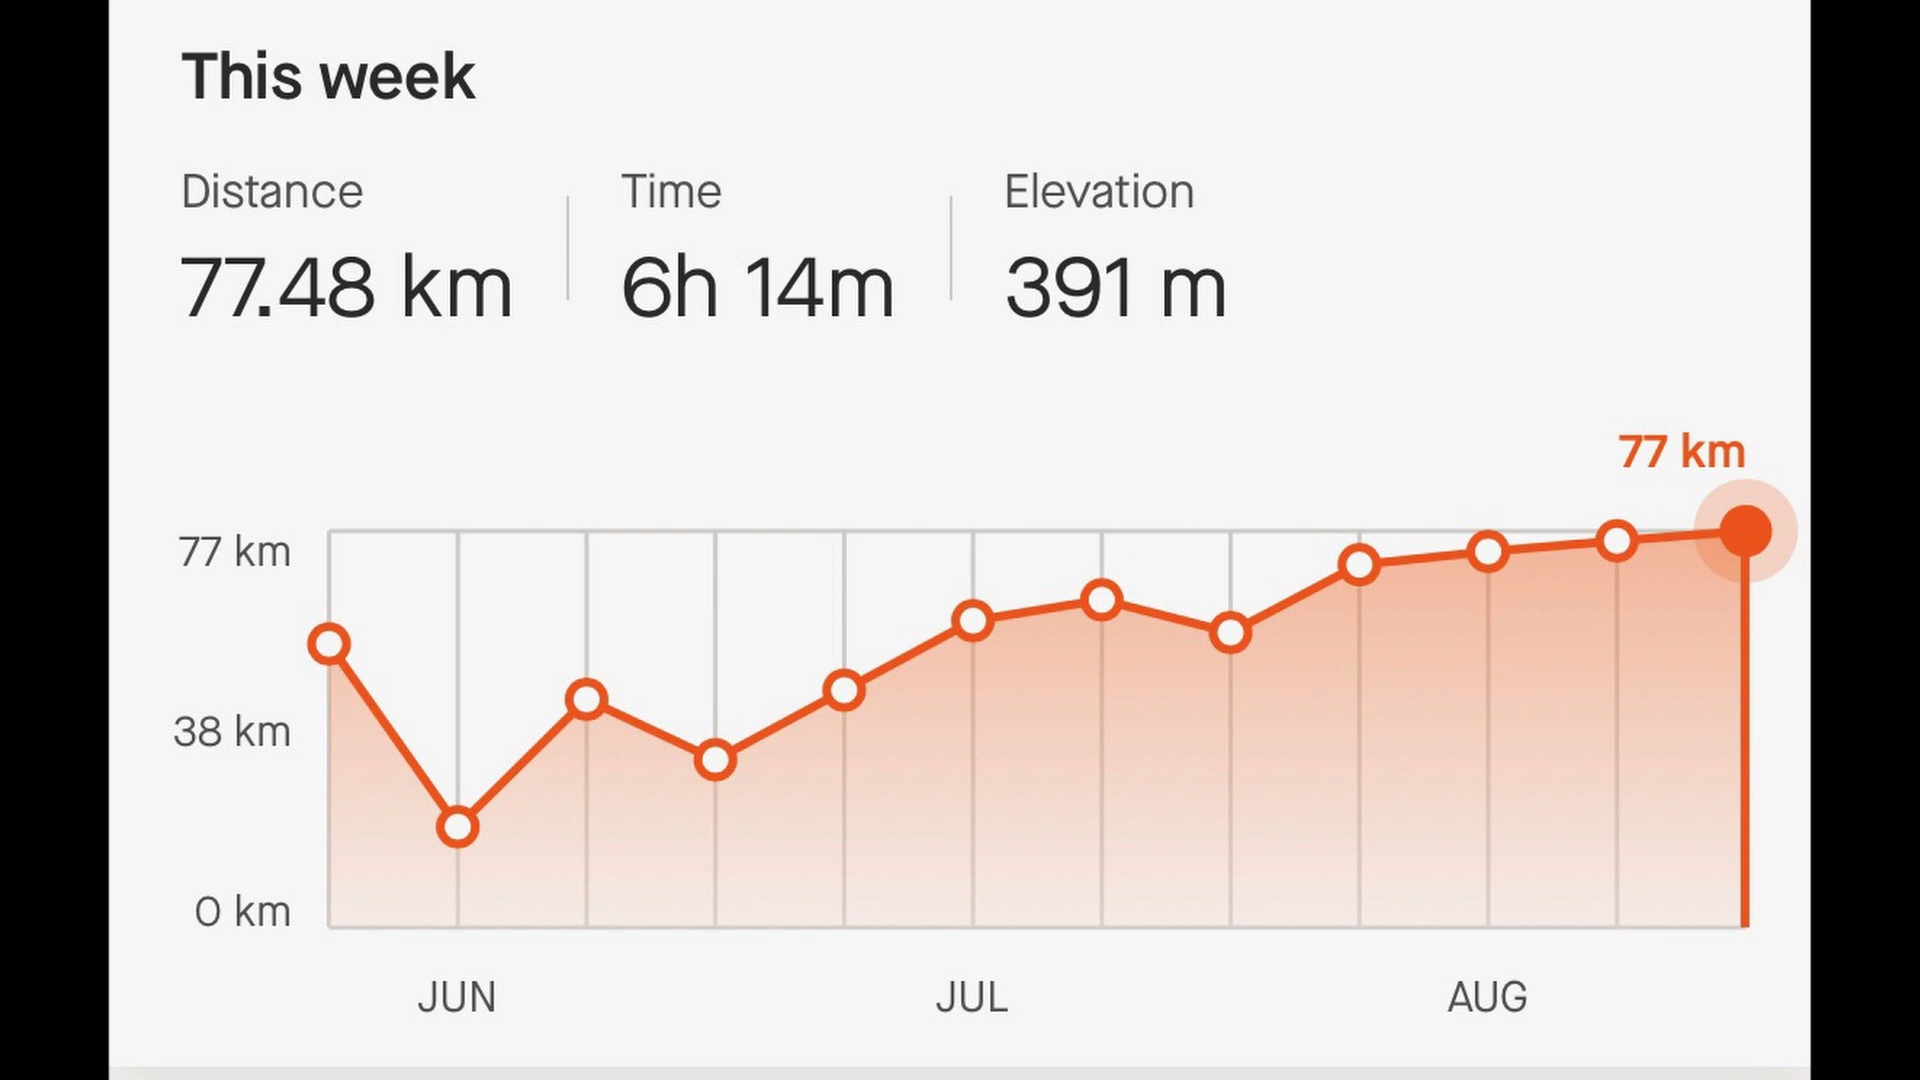 This week
Distance
Time
Elevation
77.48 km
6h 14m
391 m
77 km
77 km
38 km
0 km
JUN
JUL
AUG